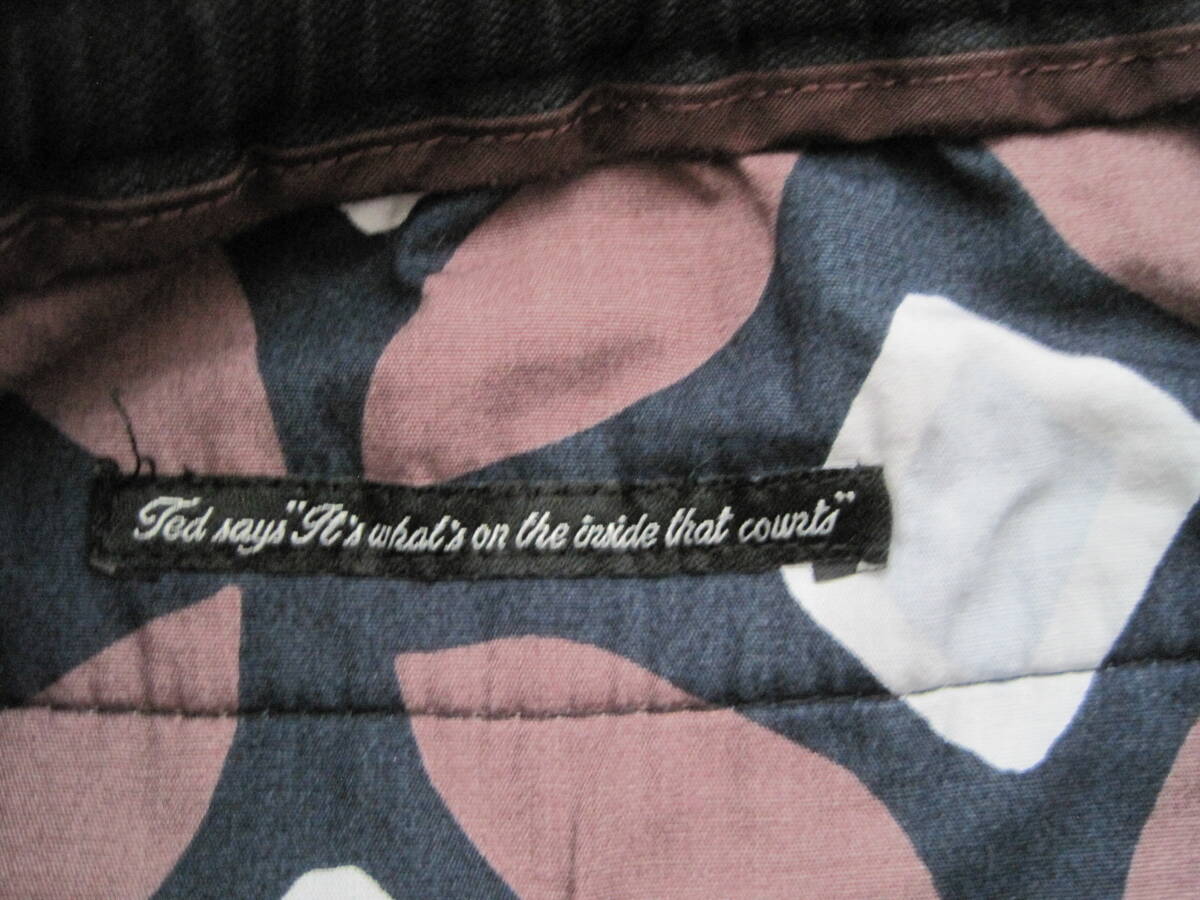 Ted says "It's what's on the inside that counts"